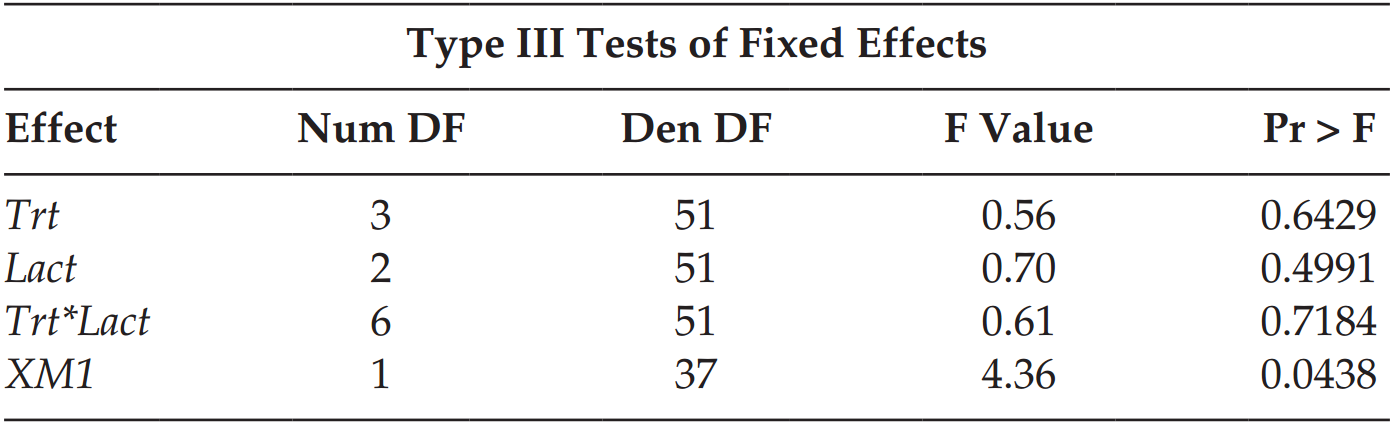 Type III Tests of Fixed Effects
Effect Num DF Den DF F Value Pr > F
Trt 3 51 0.56 0.6429
Lact 2 51 0.70 0.4991
Trt*Lact 6 51 0.61 0.7184
XM1 1 37 4.36 0.0438